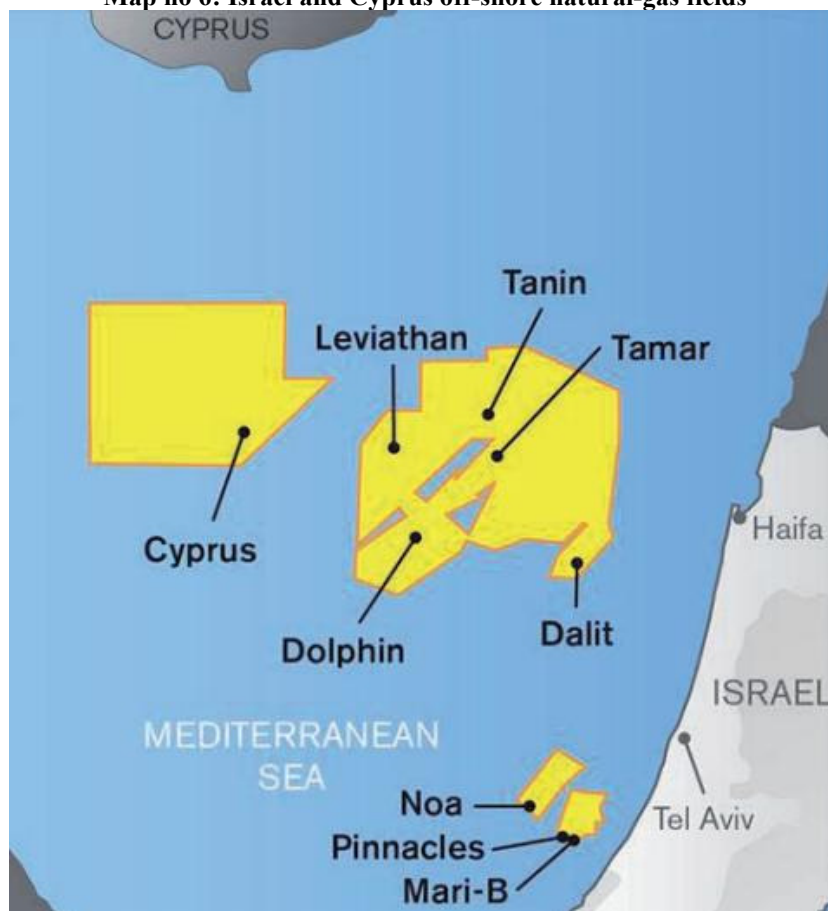 Map no 6: Israel and Cyprus off-shore natural-gas fields
CYPRUS
Tanin
Leviathan
Tamar
Cyprus
Haifa
Dalit
Dolphin
ISRAEL
MEDITERRANEAN
SEA
Noa
Tel Aviv
Pinnacles
Mari-B